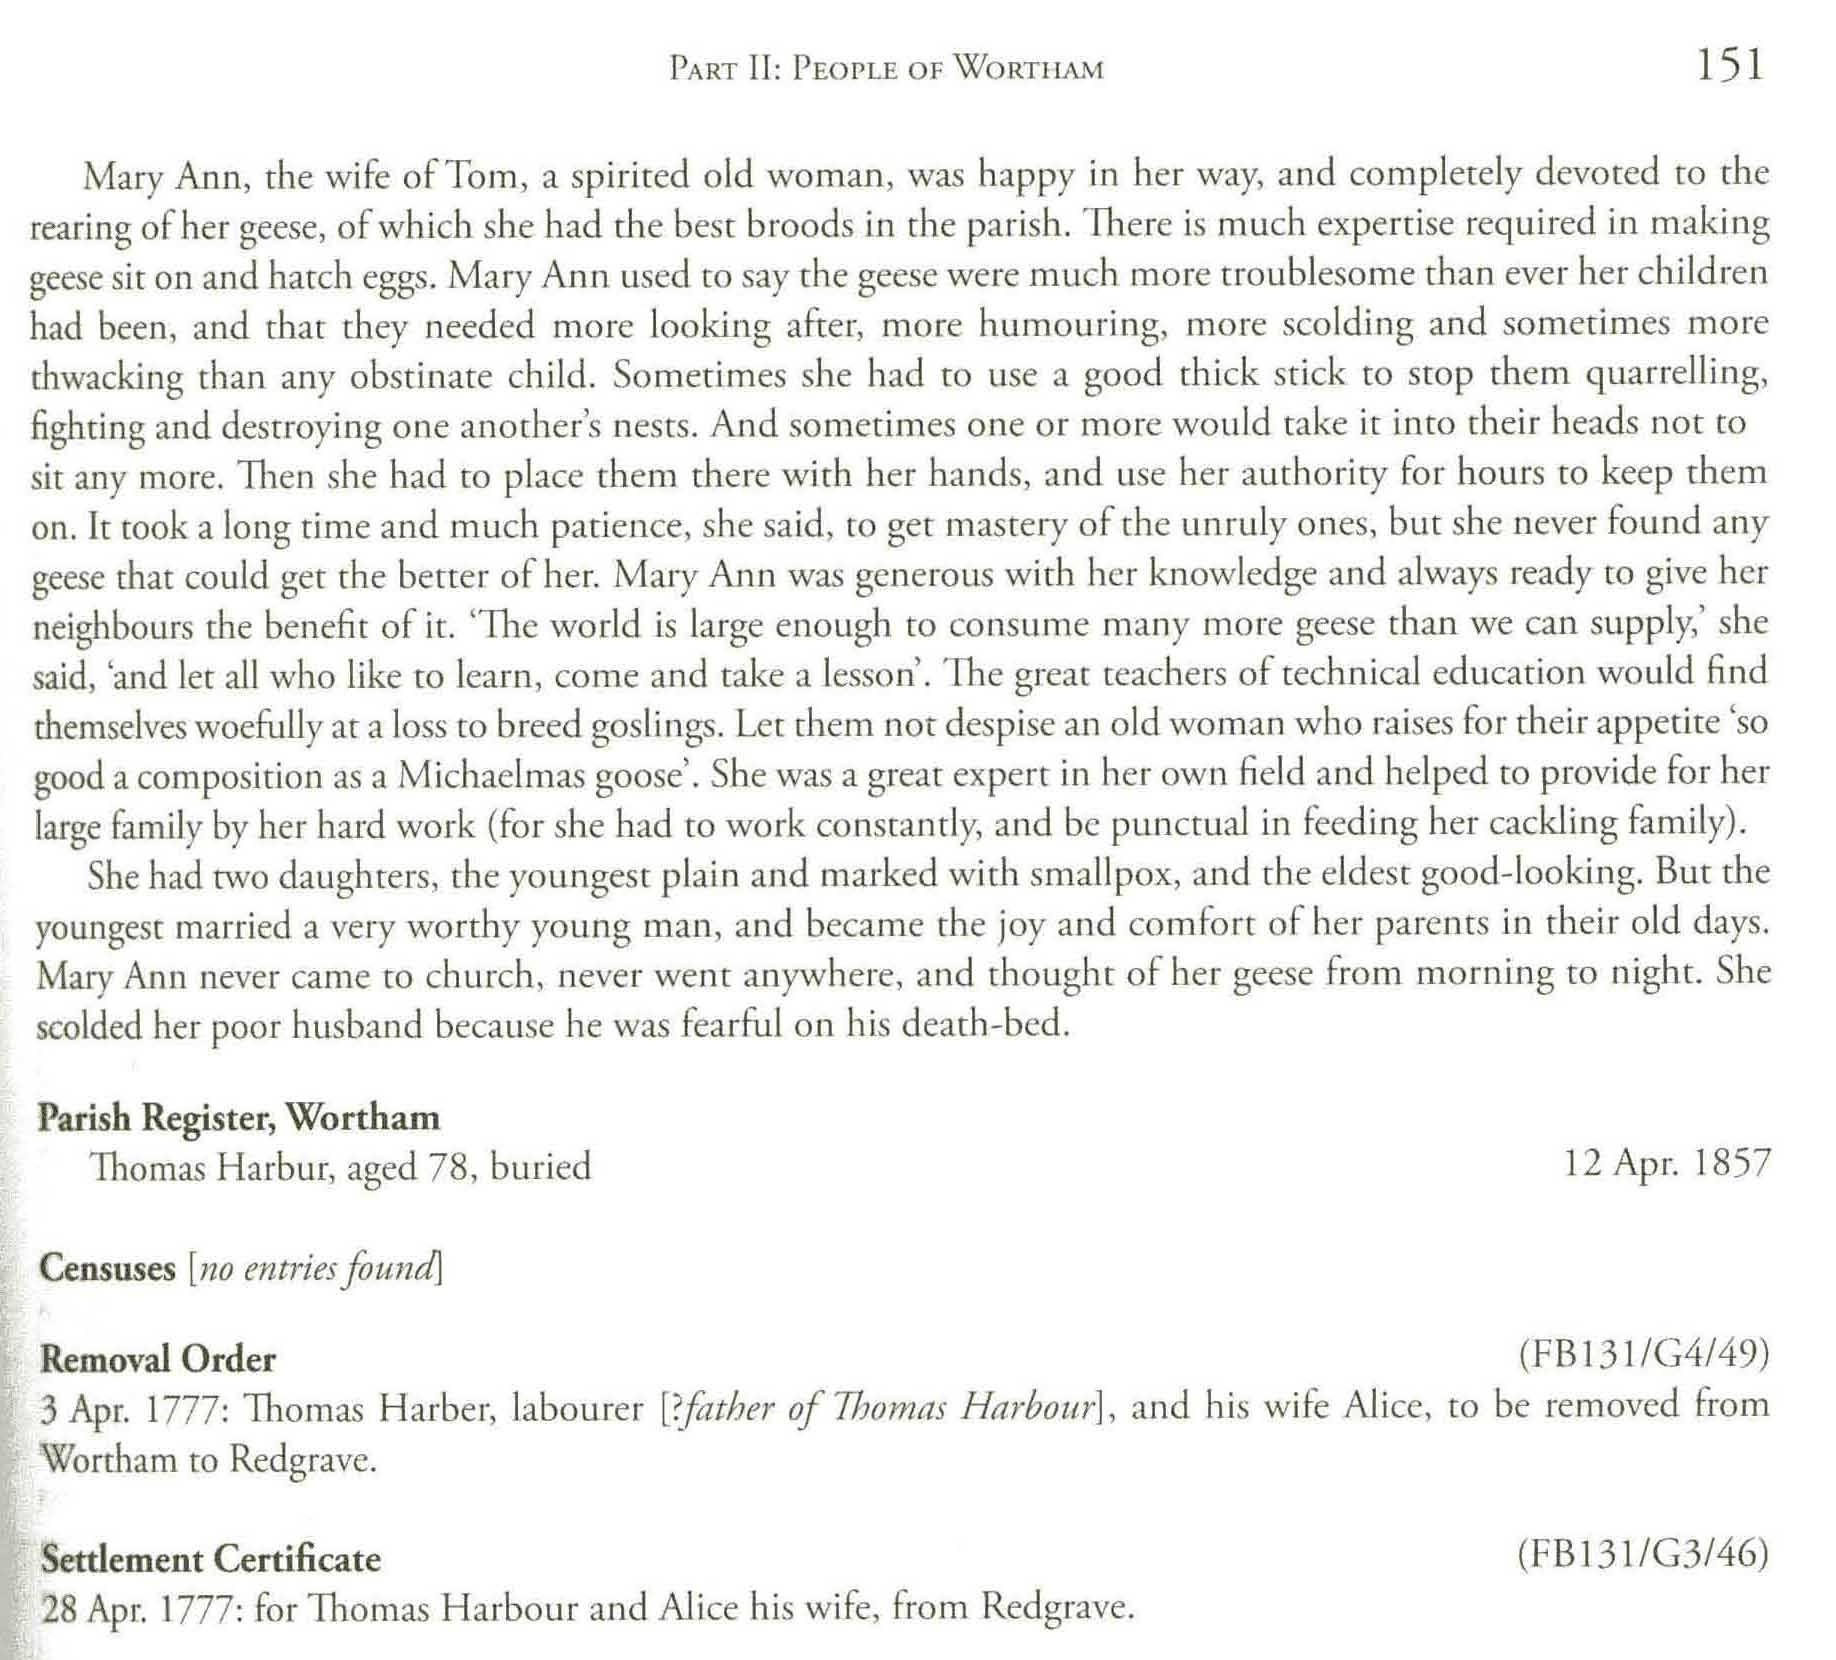 PART II: PEOPLE OF WORTHAM 151
Mary Ann, the wife of Tom, a spirited old woman, was happy in her way, and completely devoted to the
rearing of her geese, of which she had the best broods in the parish. There is much expertise required in making
geese sit on and hatch eggs. Mary Ann used to say the geese were much more troublesome than ever her children
had been, and that they needed more looking after, more humouring, more scolding and sometimes more
thwacking than any obstinate child. Sometimes she had to use a good thick stick to stop them quarrelling,
fighting and destroying one another's nests. And sometimes one or more would take it into their heads not to
sit any more. Then she had to place them there with her hands, and use her authority for hours to keep them
on. It took a long time and much patience, she said, to get mastery of the unruly ones, but she never found any
geese that could get the better of her. Mary Ann was generous with her knowledge and always ready to give her
neighbours the benefit of it. ‘The world is large enough to consume many more geese than we can supply,’ she
said, ‘and let all who like to learn, come and take a lesson’. The great teachers of technical education would find
themselves woefully at a loss to breed goslings. Let them not despise an old woman who raises for their appetite ‘so
good a composition as a Michaelmas goose’. She was a great expert in her own field and helped to provide for her
large family by her hard work (for she had to work constantly, and be punctual in feeding her cackling family).
She had two daughters, the youngest plain and marked with smallpox, and the eldest good-looking. But the
youngest married a very worthy young man, and became the joy and comfort of her parents in their old days.
Mary Ann never came to church, never went anywhere, and thought of her geese from morning to night. She
scolded her poor husband because he was fearful on his death-bed.
Parish Register, Wortham
Thomas Harbur, aged 78, buried 12 Apr. 1857
Censuses [no entries found]
Removal Order (FB131/G4/49)
3 Apr. 1777: Thomas Harber, labourer [?father of Thomas Harbour], and his wife Alice, to be removed from
Wortham to Redgrave.
Settlement Certificate (FB131/G3/46)
28 Apr. 1777: for Thomas Harbour and Alice his wife, from Redgrave.